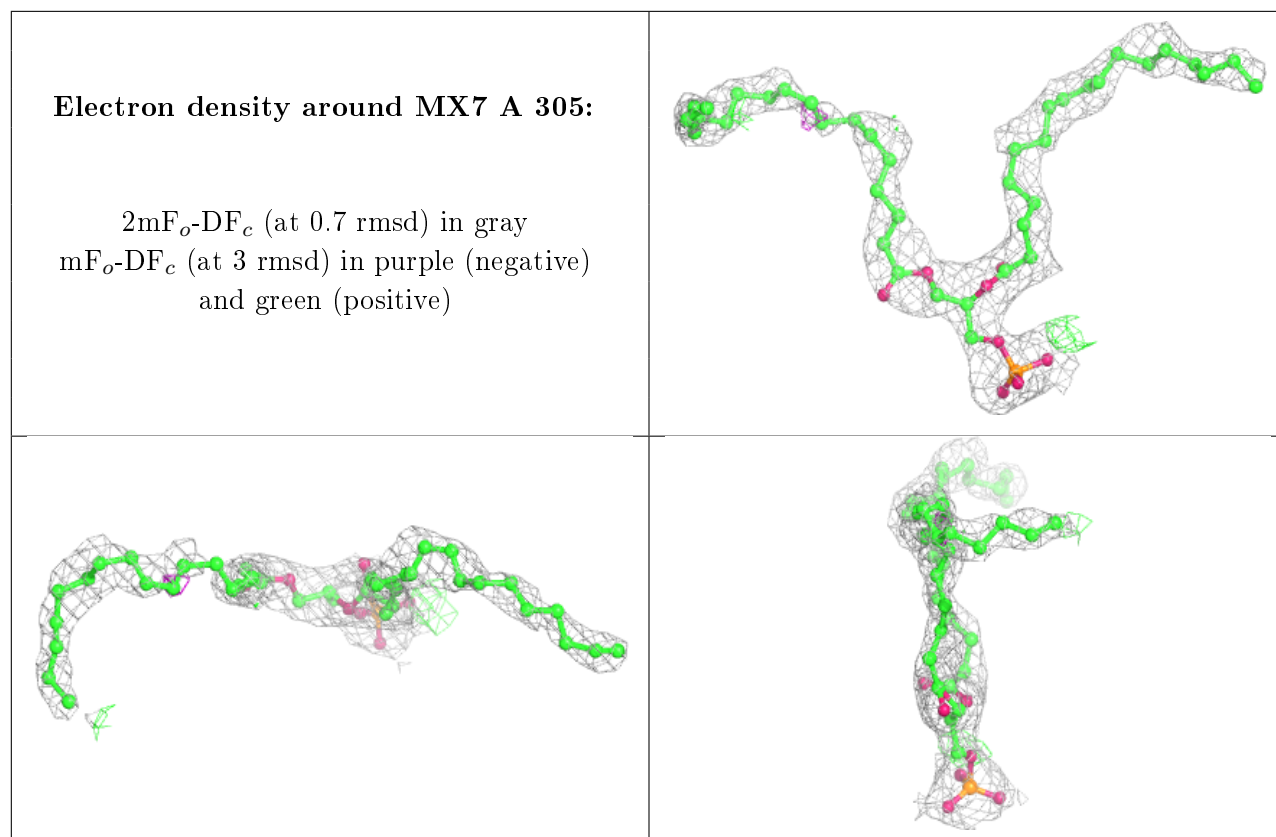 Electron density around MX7 A 305:
2mFo-DFc (at 0.7 rmsd) in gray
mFo-DFc (at 3 rmsd) in purple (negative)
and green (positive)